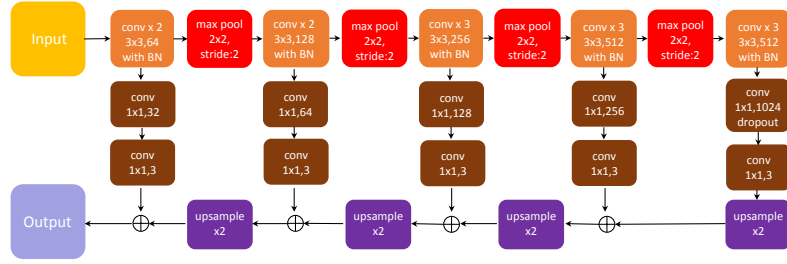 Input
conv x 2
3x3,64
with BN
max pool
2x2,
stride:2
conv x 2
3x3,128
with BN
max pool
2x2,
stride:2
conv x 3
3x3,256
with BN
max pool
2x2,
stride:2
conv x 3
3x3,512
with BN
max pool
2x2,
stride:2
conv x 3
3x3,512
with BN
conv
1x1,32
conv
1x1,64
conv
1x1,128
conv
1x1,256
conv
1x1,1024
dropout
conv
1x1,3
conv
1x1,3
conv
1x1,3
conv
1x1,3
conv
1x1,3
Output
upsample
x2
upsample
x2
upsample
x2
upsample
x2